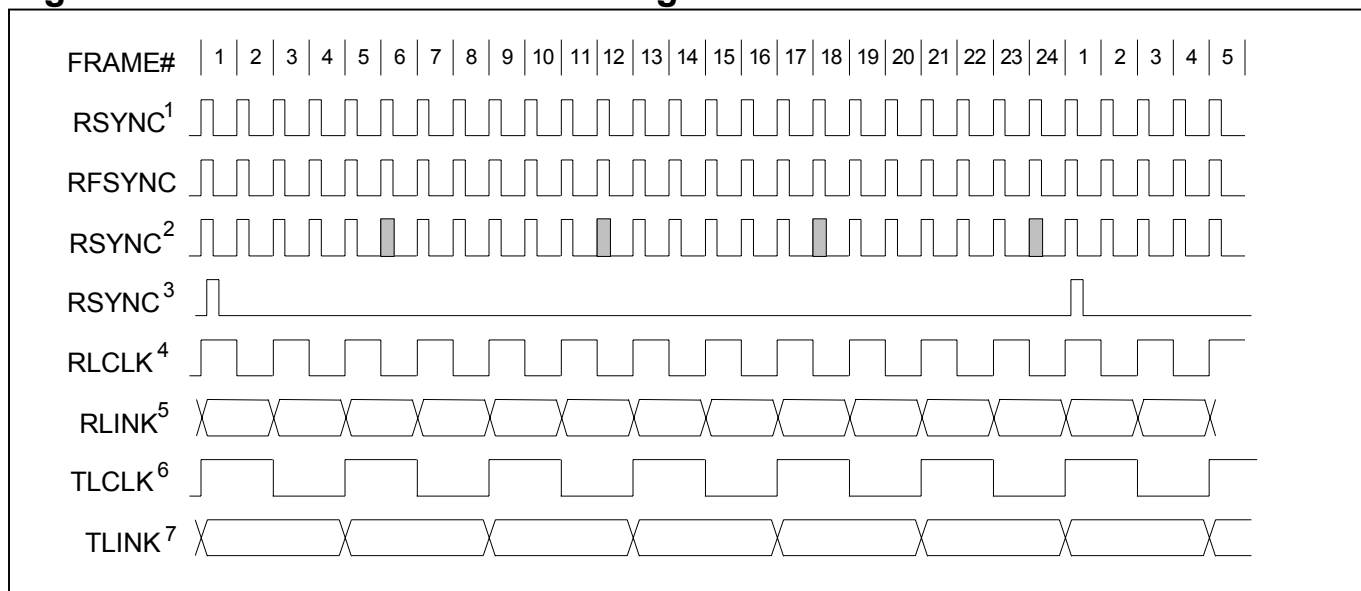 FRAME# 1 2 3 4 5 6 7 8 9 10 11 12 13 14 15 16 17 18 19 20 21 22 23 24 1 2 3 4 5
RSYNC1
RFSYNC
RSYNC2
RSYNC3
RLCLK4
RLINK5
TLCLK6
TLINK7